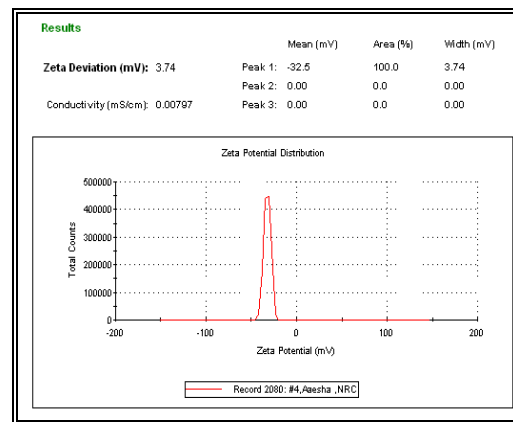 Results
Mean (mV) Area (%) Width (mV)
Zeta Deviation (mV): 3.74 Peak 1: -32.5 100.0 3.74
Peak 2: 0.00 0.0 0.00
Conductivity (mS/cm): 0.00797 Peak 3: 0.00 0.0 0.00
Zeta Potential Distribution
500000
400000
300000
200000
100000
0
Total Counts
-200 -100 0 100 200
Zeta Potential (mV)
Record 2080: #4,Aaesha ,NRC